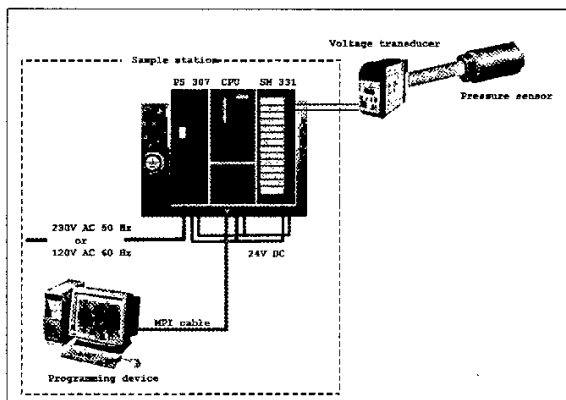 Voltage transducer
Sample station
PS 307 CPU SM 331
Pressure sensor
230V AC 50 Hz
or
120V AC 60 Hz
24V DC
MPI cable
Programming device